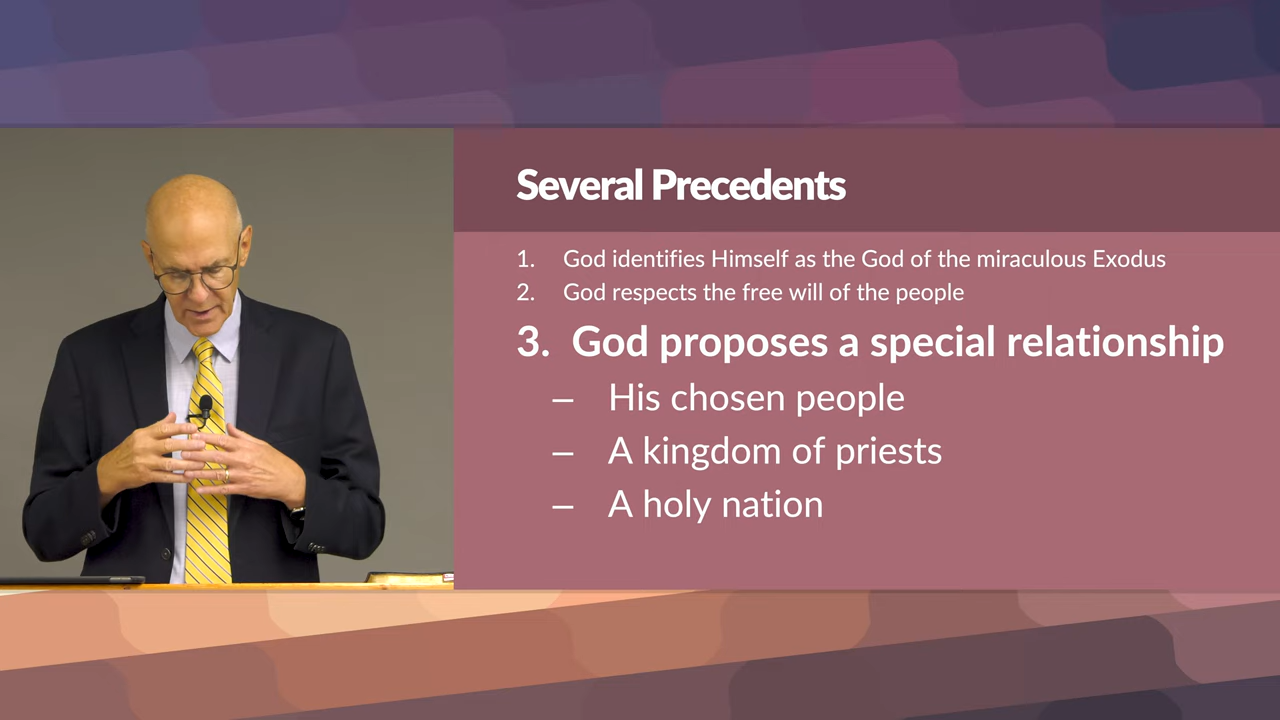 Several Precedents
1. God identifies Himself as the God of the miraculous Exodus
2. God respects the free will of the people
3. God proposes a special relationship
– His chosen people
– A kingdom of priests
– A holy nation